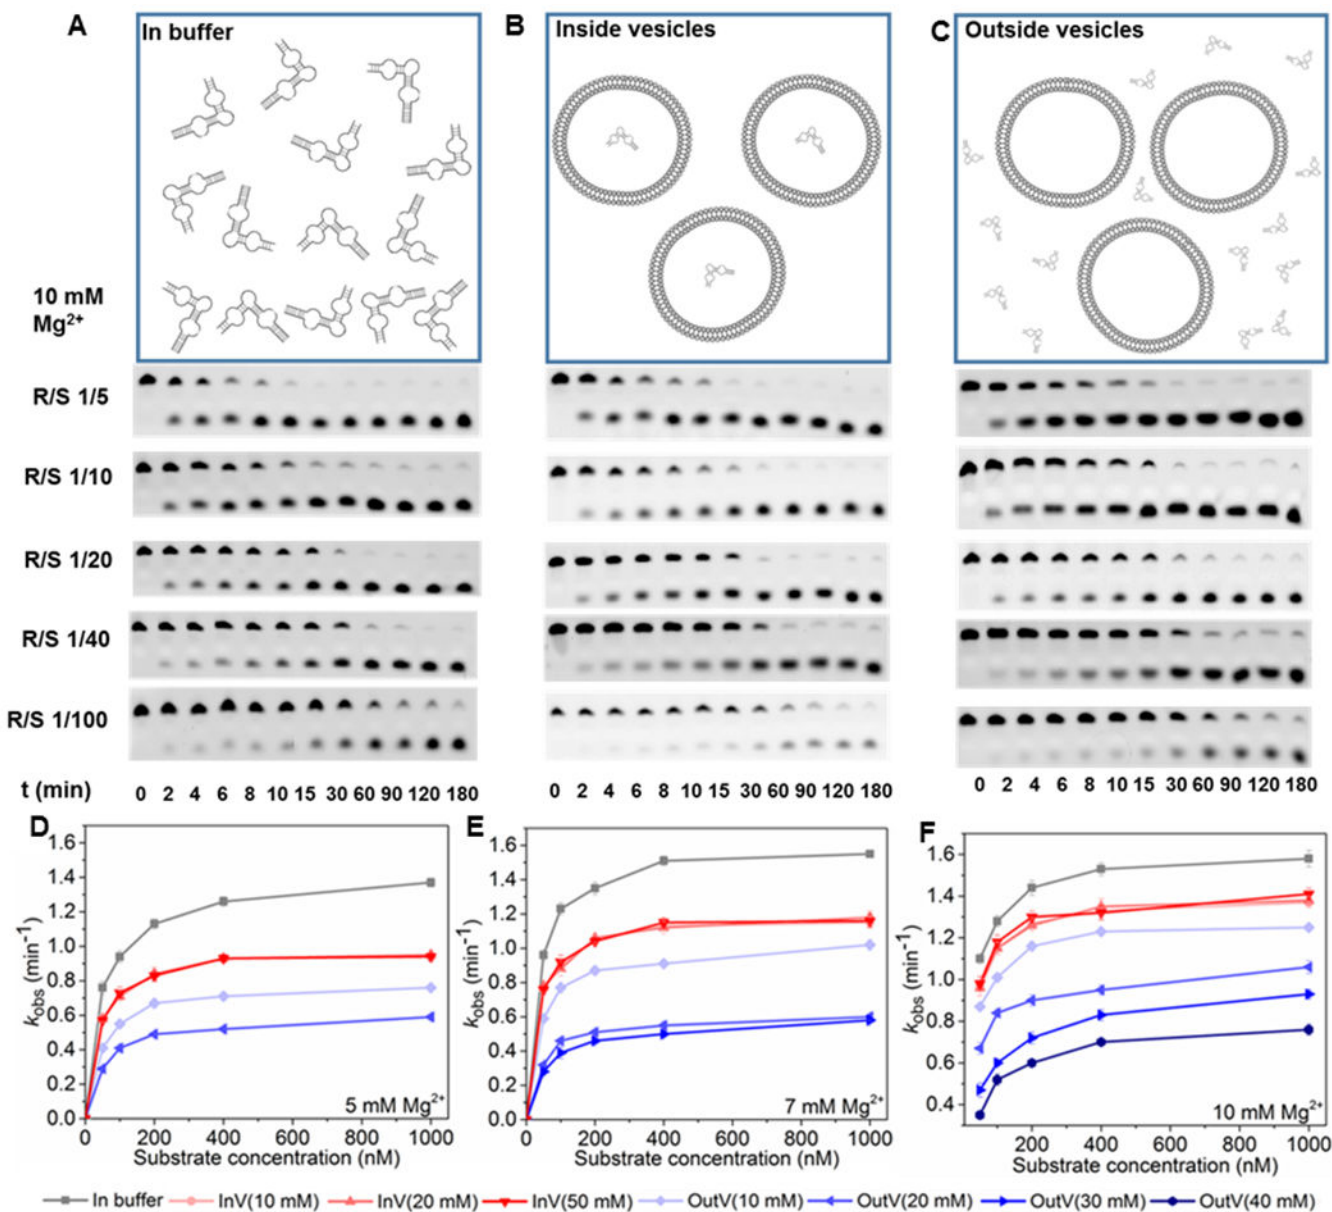 A
In buffer
B
Inside vesicles
C
Outside vesicles
10 mM
Mg²⁺
R/S 1/5
R/S 1/10
R/S 1/20
R/S 1/40
R/S 1/100
t (min)
0 2 4 6 8 10 15 30 60 90 120 180
0 2 4 6 8 10 15 30 60 90 120 180
0 2 4 6 8 10 15 30 60 90 120 180
D
1.6
1.4
1.2
1.0
0.8
0.6
0.4
0.2
0.0
kobs (min⁻¹)
5 mM Mg²⁺
0 200 400 600 800 1000
Substrate concentration (nM)
E
1.6
1.4
1.2
1.0
0.8
0.6
0.4
0.2
0.0
kobs (min⁻¹)
7 mM Mg²⁺
0 200 400 600 800 1000
Substrate concentration (nM)
F
1.6
1.4
1.2
1.0
0.8
0.6
0.4
kobs (min⁻¹)
10 mM Mg²⁺
200 400 600 800 1000
Substrate concentration (nM)
In buffer InV(10 mM) InV(20 mM) InV(50 mM) OutV(10 mM) OutV(20 mM) OutV(30 mM) OutV(40 mM)